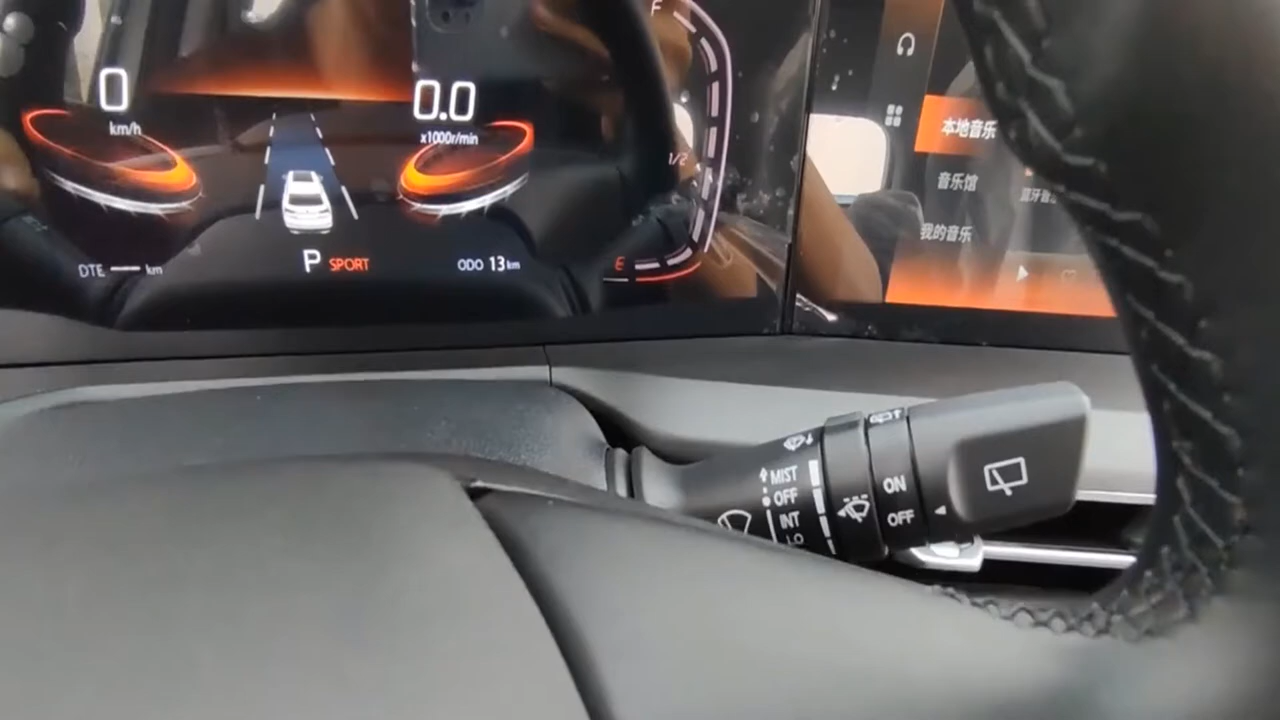 0
km/h
0.0
x1000r/min
P SPORT
DTE --- km
ODO 13 km
F
1/2
E
本地音乐
音乐馆
我的音乐
MIST
OFF
INT
LO
ON
OFF